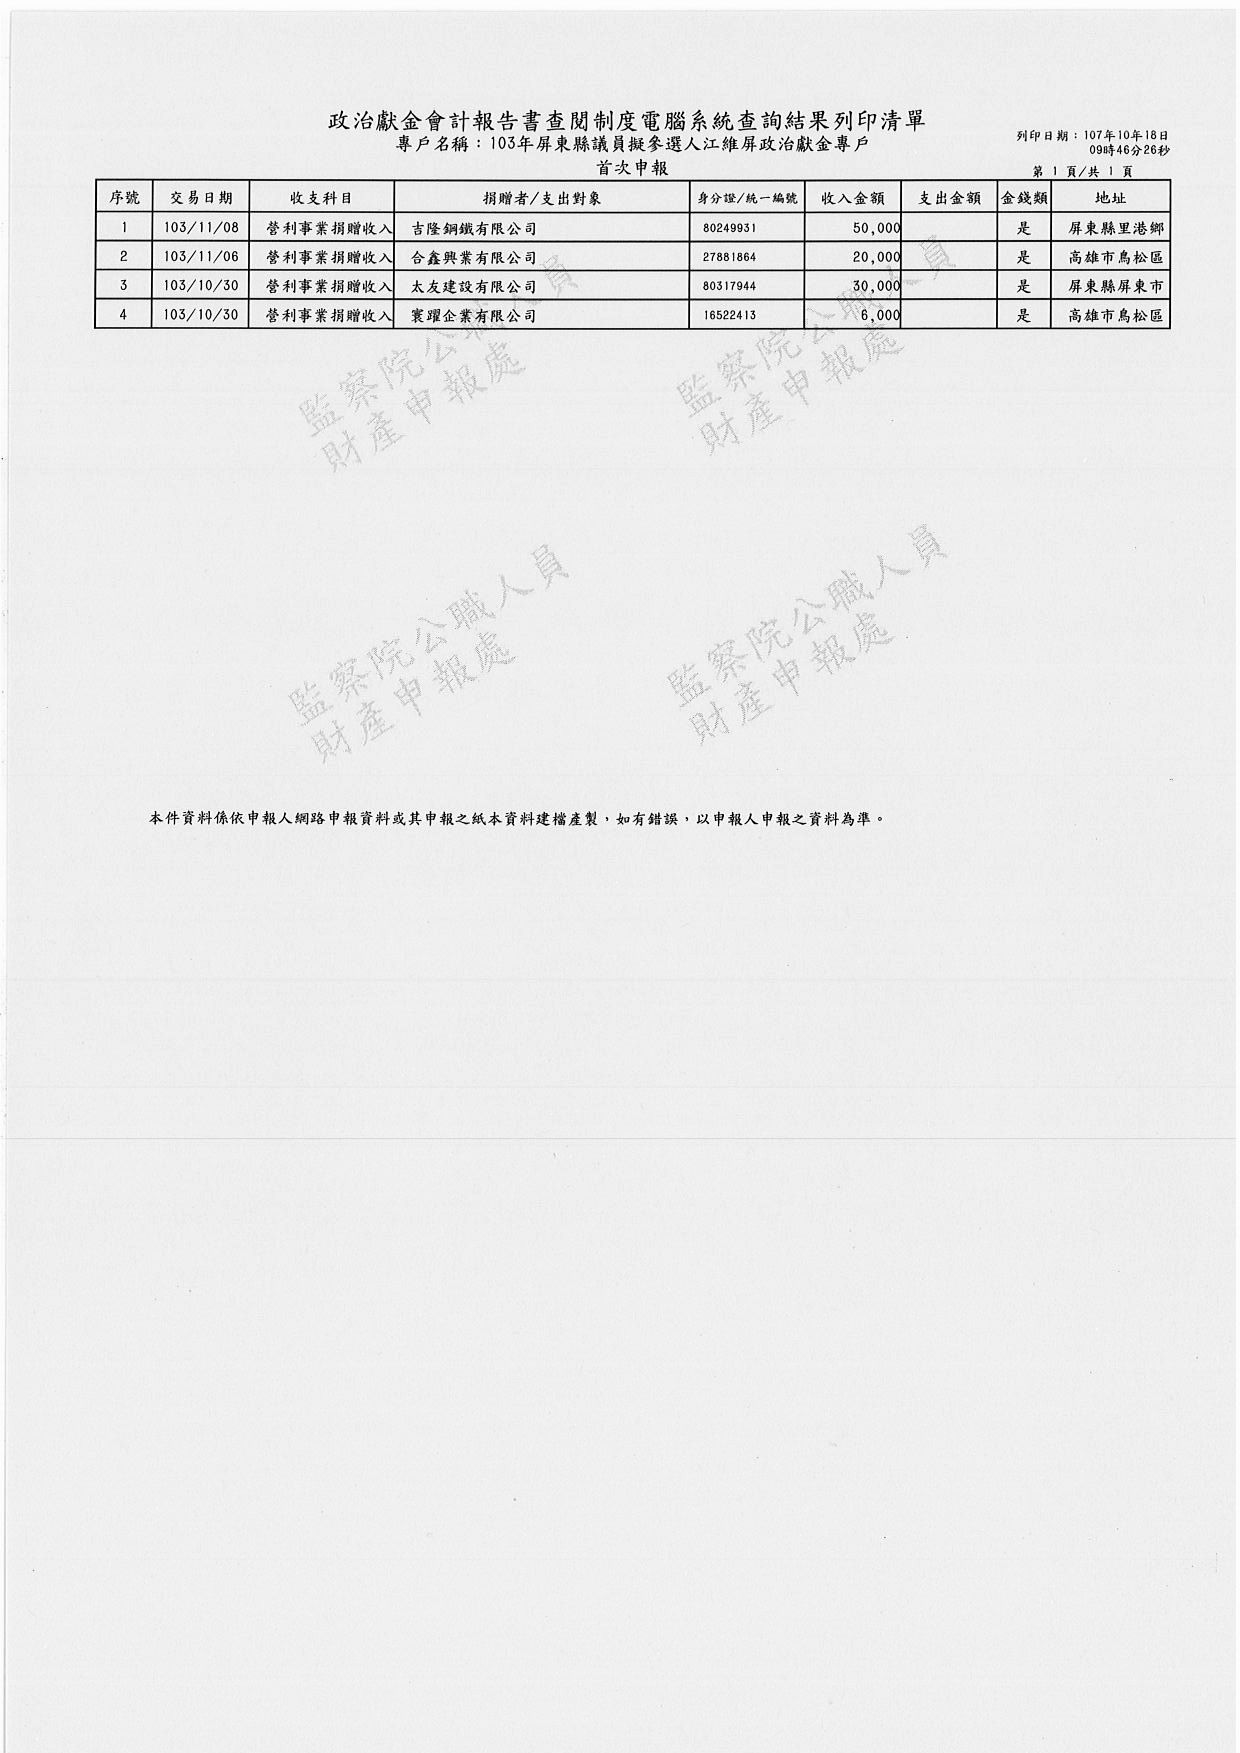 政治獻金會計報告書查閱制度電腦系統查詢結果列印清單
專戶名稱：103年屏東縣議員擬參選人江維屏政治獻金專戶
首次申報
列印日期：107年10年18日
09時46分26秒
第 1 頁/共 1 頁
序號 交易日期 收支科目 捐贈者/支出對象 身分證/統一編號 收入金額 支出金額 金錢類 地址
1 103/11/08 營利事業捐贈收入 吉隆鋼鐵有限公司 80249931 50,000 是 屏東縣里港鄉
2 103/11/06 營利事業捐贈收入 合鑫興業有限公司 27881864 20,000 是 高雄市鳥松區
3 103/10/30 營利事業捐贈收入 太友建設有限公司 80317944 30,000 是 屏東縣屏東市
4 103/10/30 營利事業捐贈收入 寰躍企業有限公司 16522413 6,000 是 高雄市鳥松區
監察院公職人員
財產申報處
監察院公職人員
財產申報處
監察院公職人員
財產申報處
監察院公職人員
財產申報處
本件資料係依申報人網路申報資料或其申報之紙本資料建檔產製，如有錯誤，以申報人申報之資料為準。